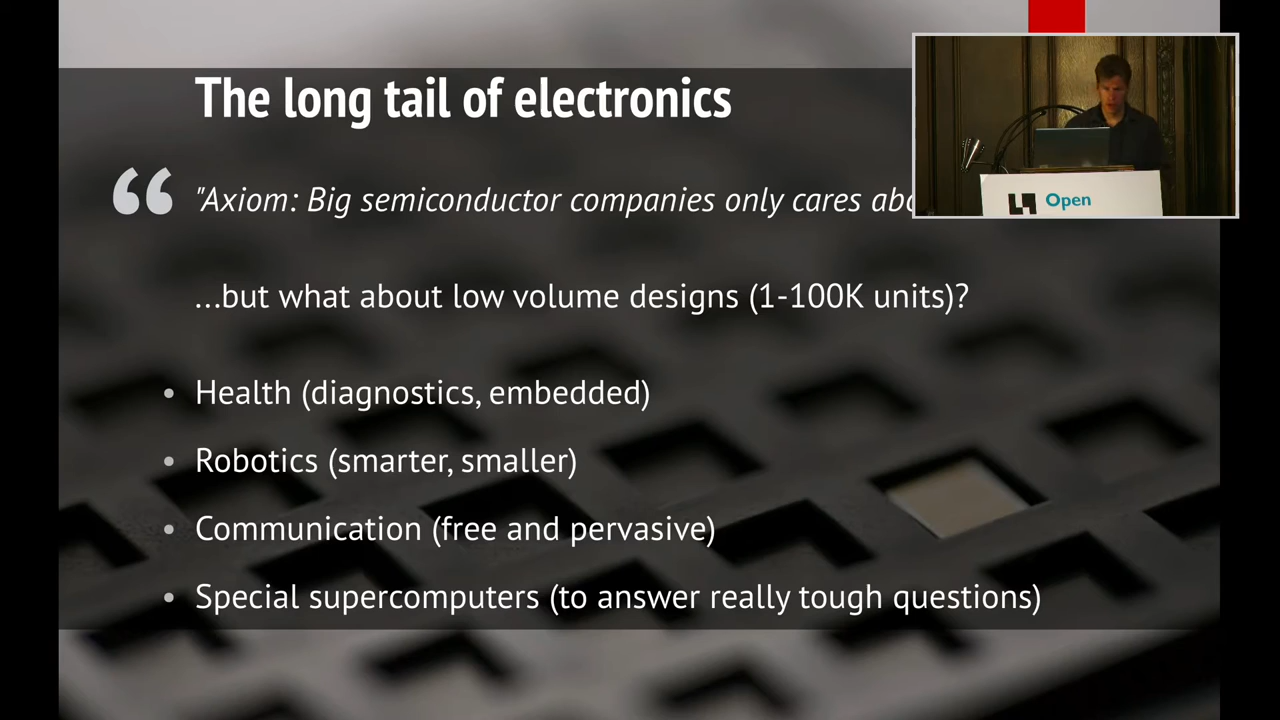 The long tail of electronics
"Axiom: Big semiconductor companies only cares
...but what about low volume designs (1-100K units)?
• Health (diagnostics, embedded)
• Robotics (smarter, smaller)
• Communication (free and pervasive)
• Special supercomputers (to answer really tough questions)
Open